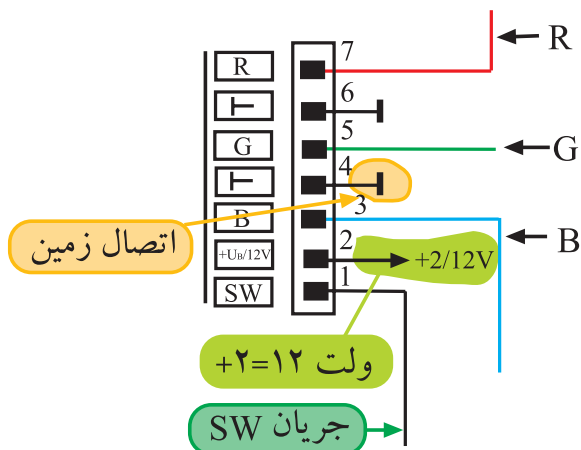 R
7
R
6
G
5
G
4
B
3
B
+UB/12V
2
+2/12V
SW
1
اتصال زمین
+۲=۱۲ ولت
جریان SW